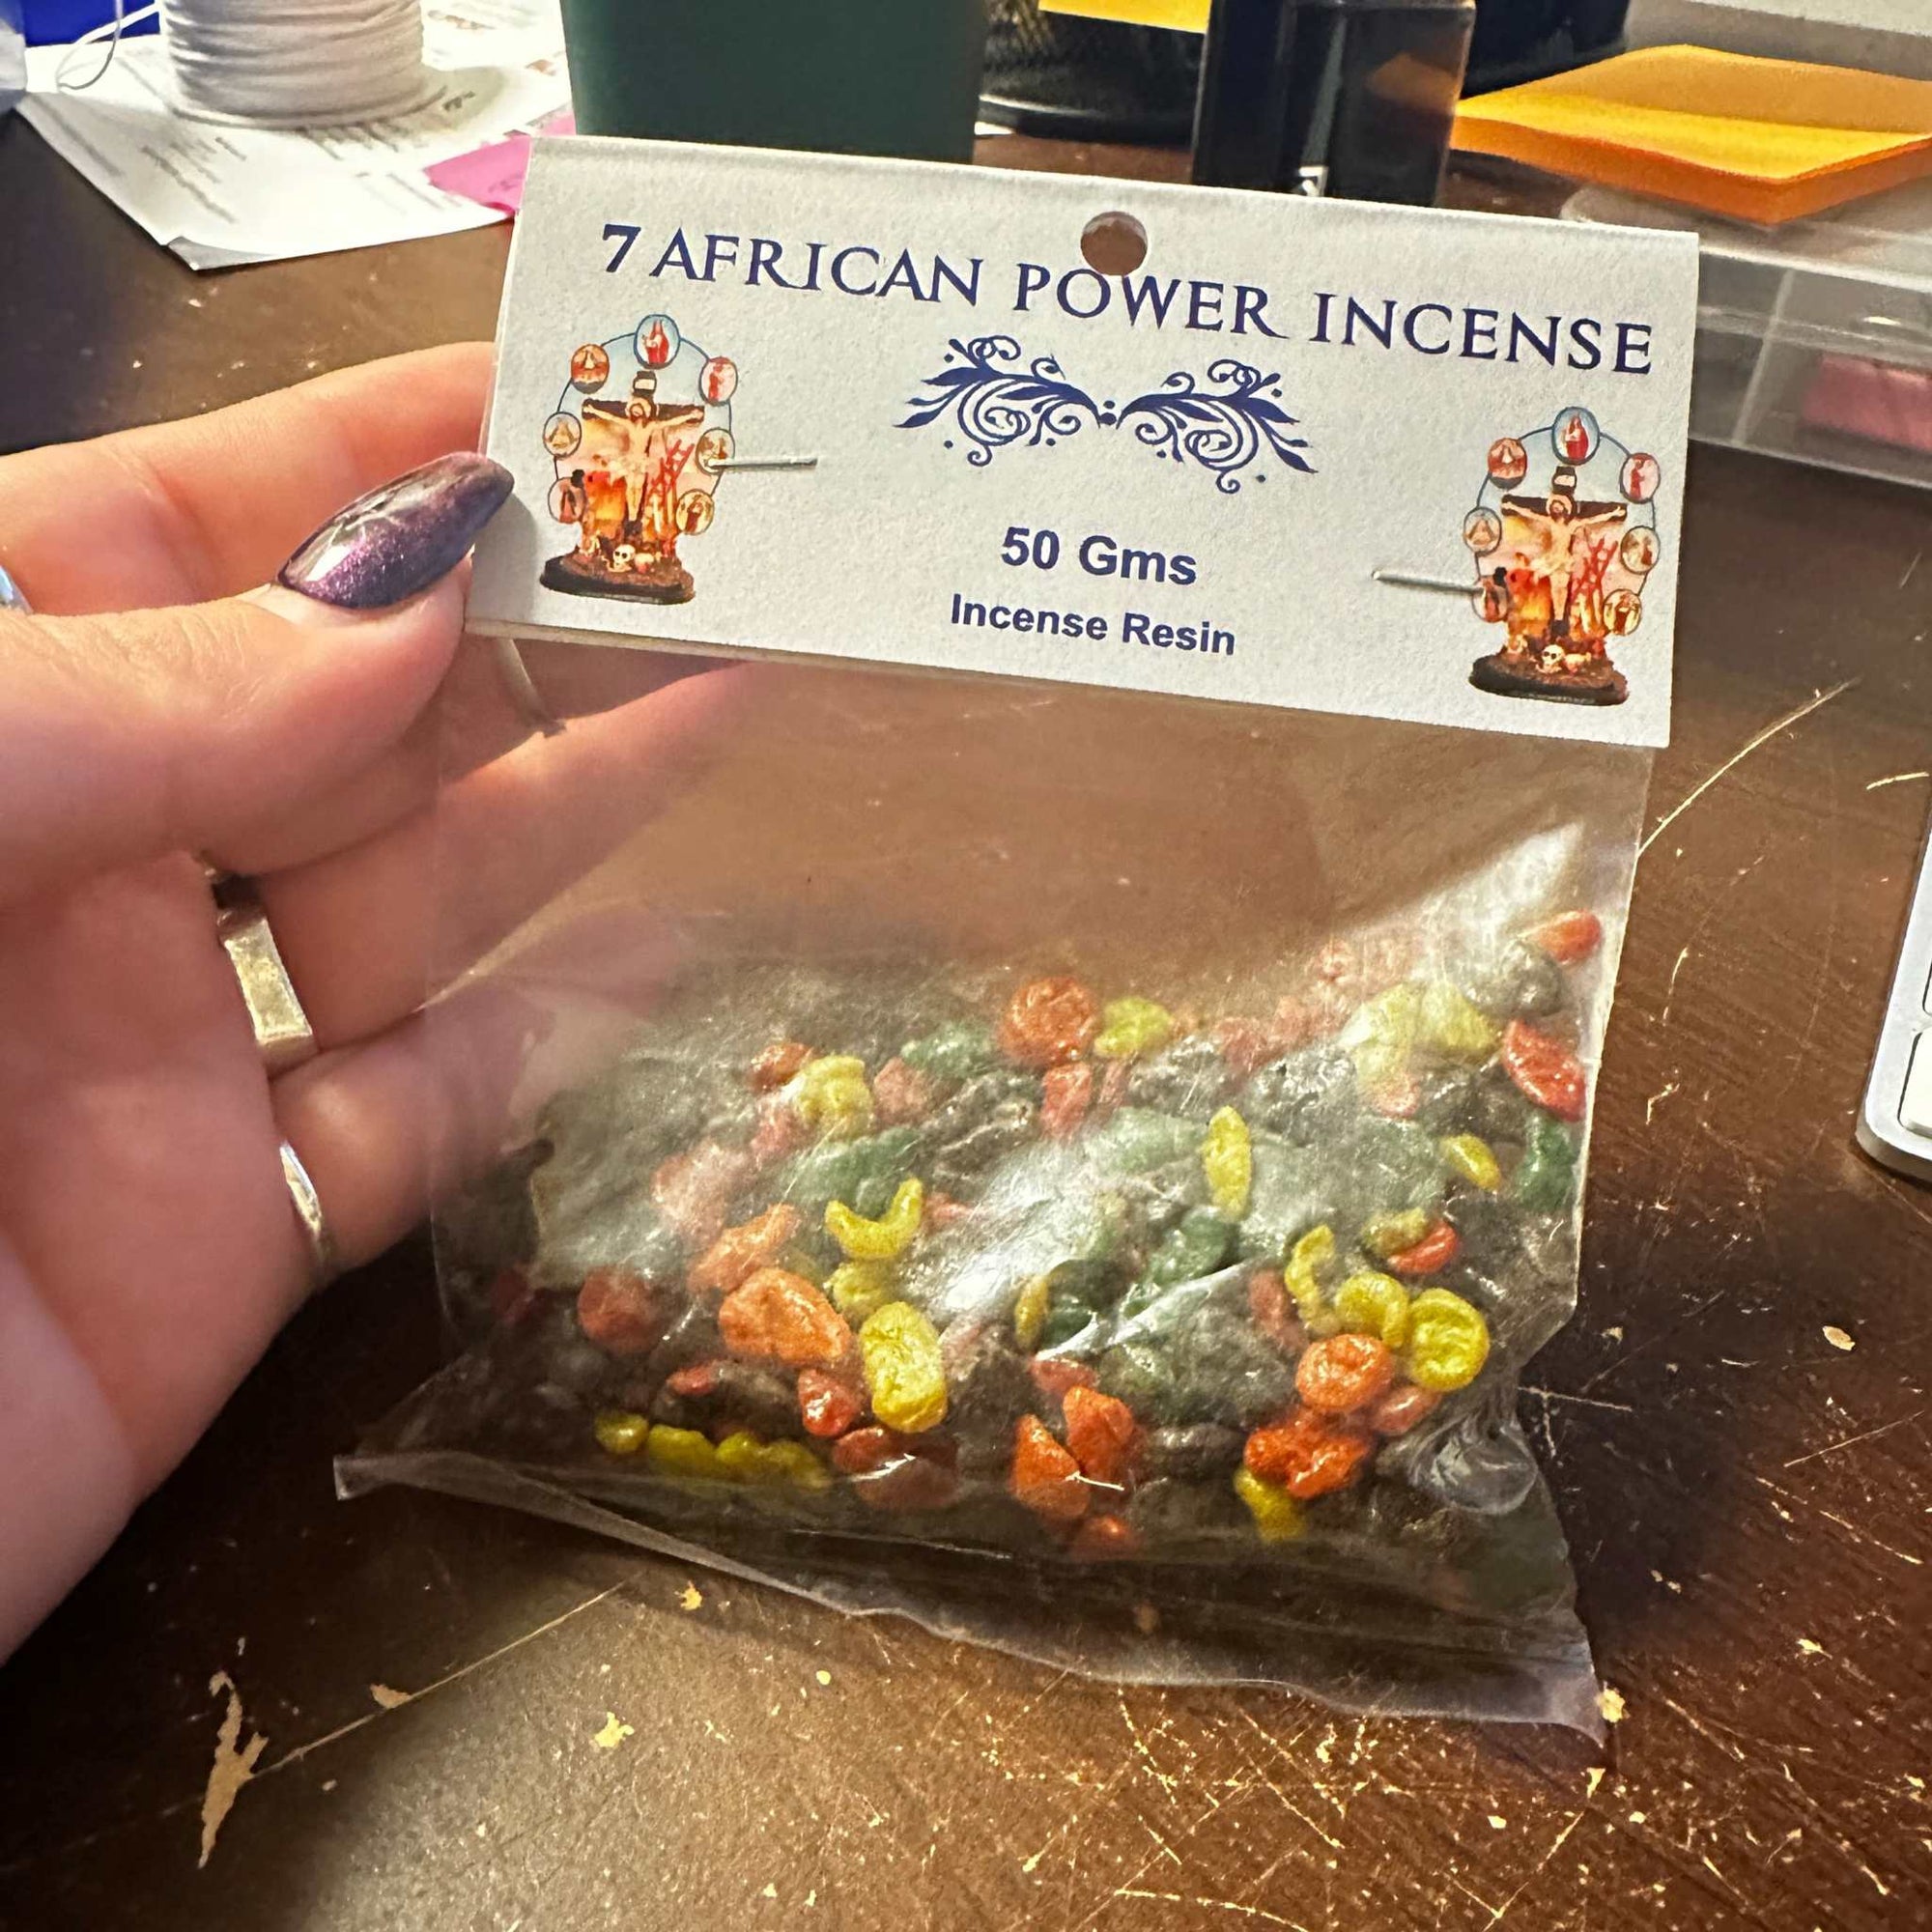 7 AFRICAN POWER INCENSE
50 Gms
Incense Resin